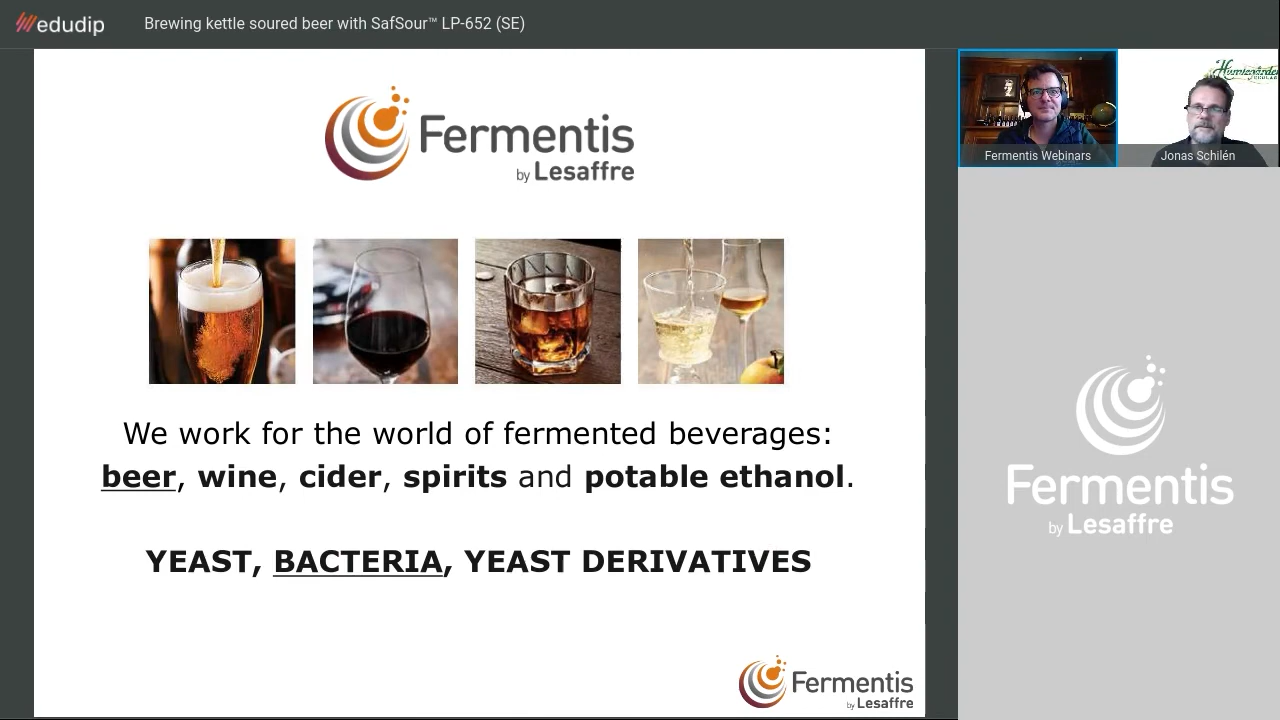 edudip
Brewing kettle soured beer with SafSour™ LP-652 (SE)
Fermentis
by Lesaffre
We work for the world of fermented beverages:
beer, wine, cider, spirits and potable ethanol.
YEAST, BACTERIA, YEAST DERIVATIVES
Fermentis
by Lesaffre
Fermentis Webinars
Jonas Schilén
Fermentis
by Lesaffre